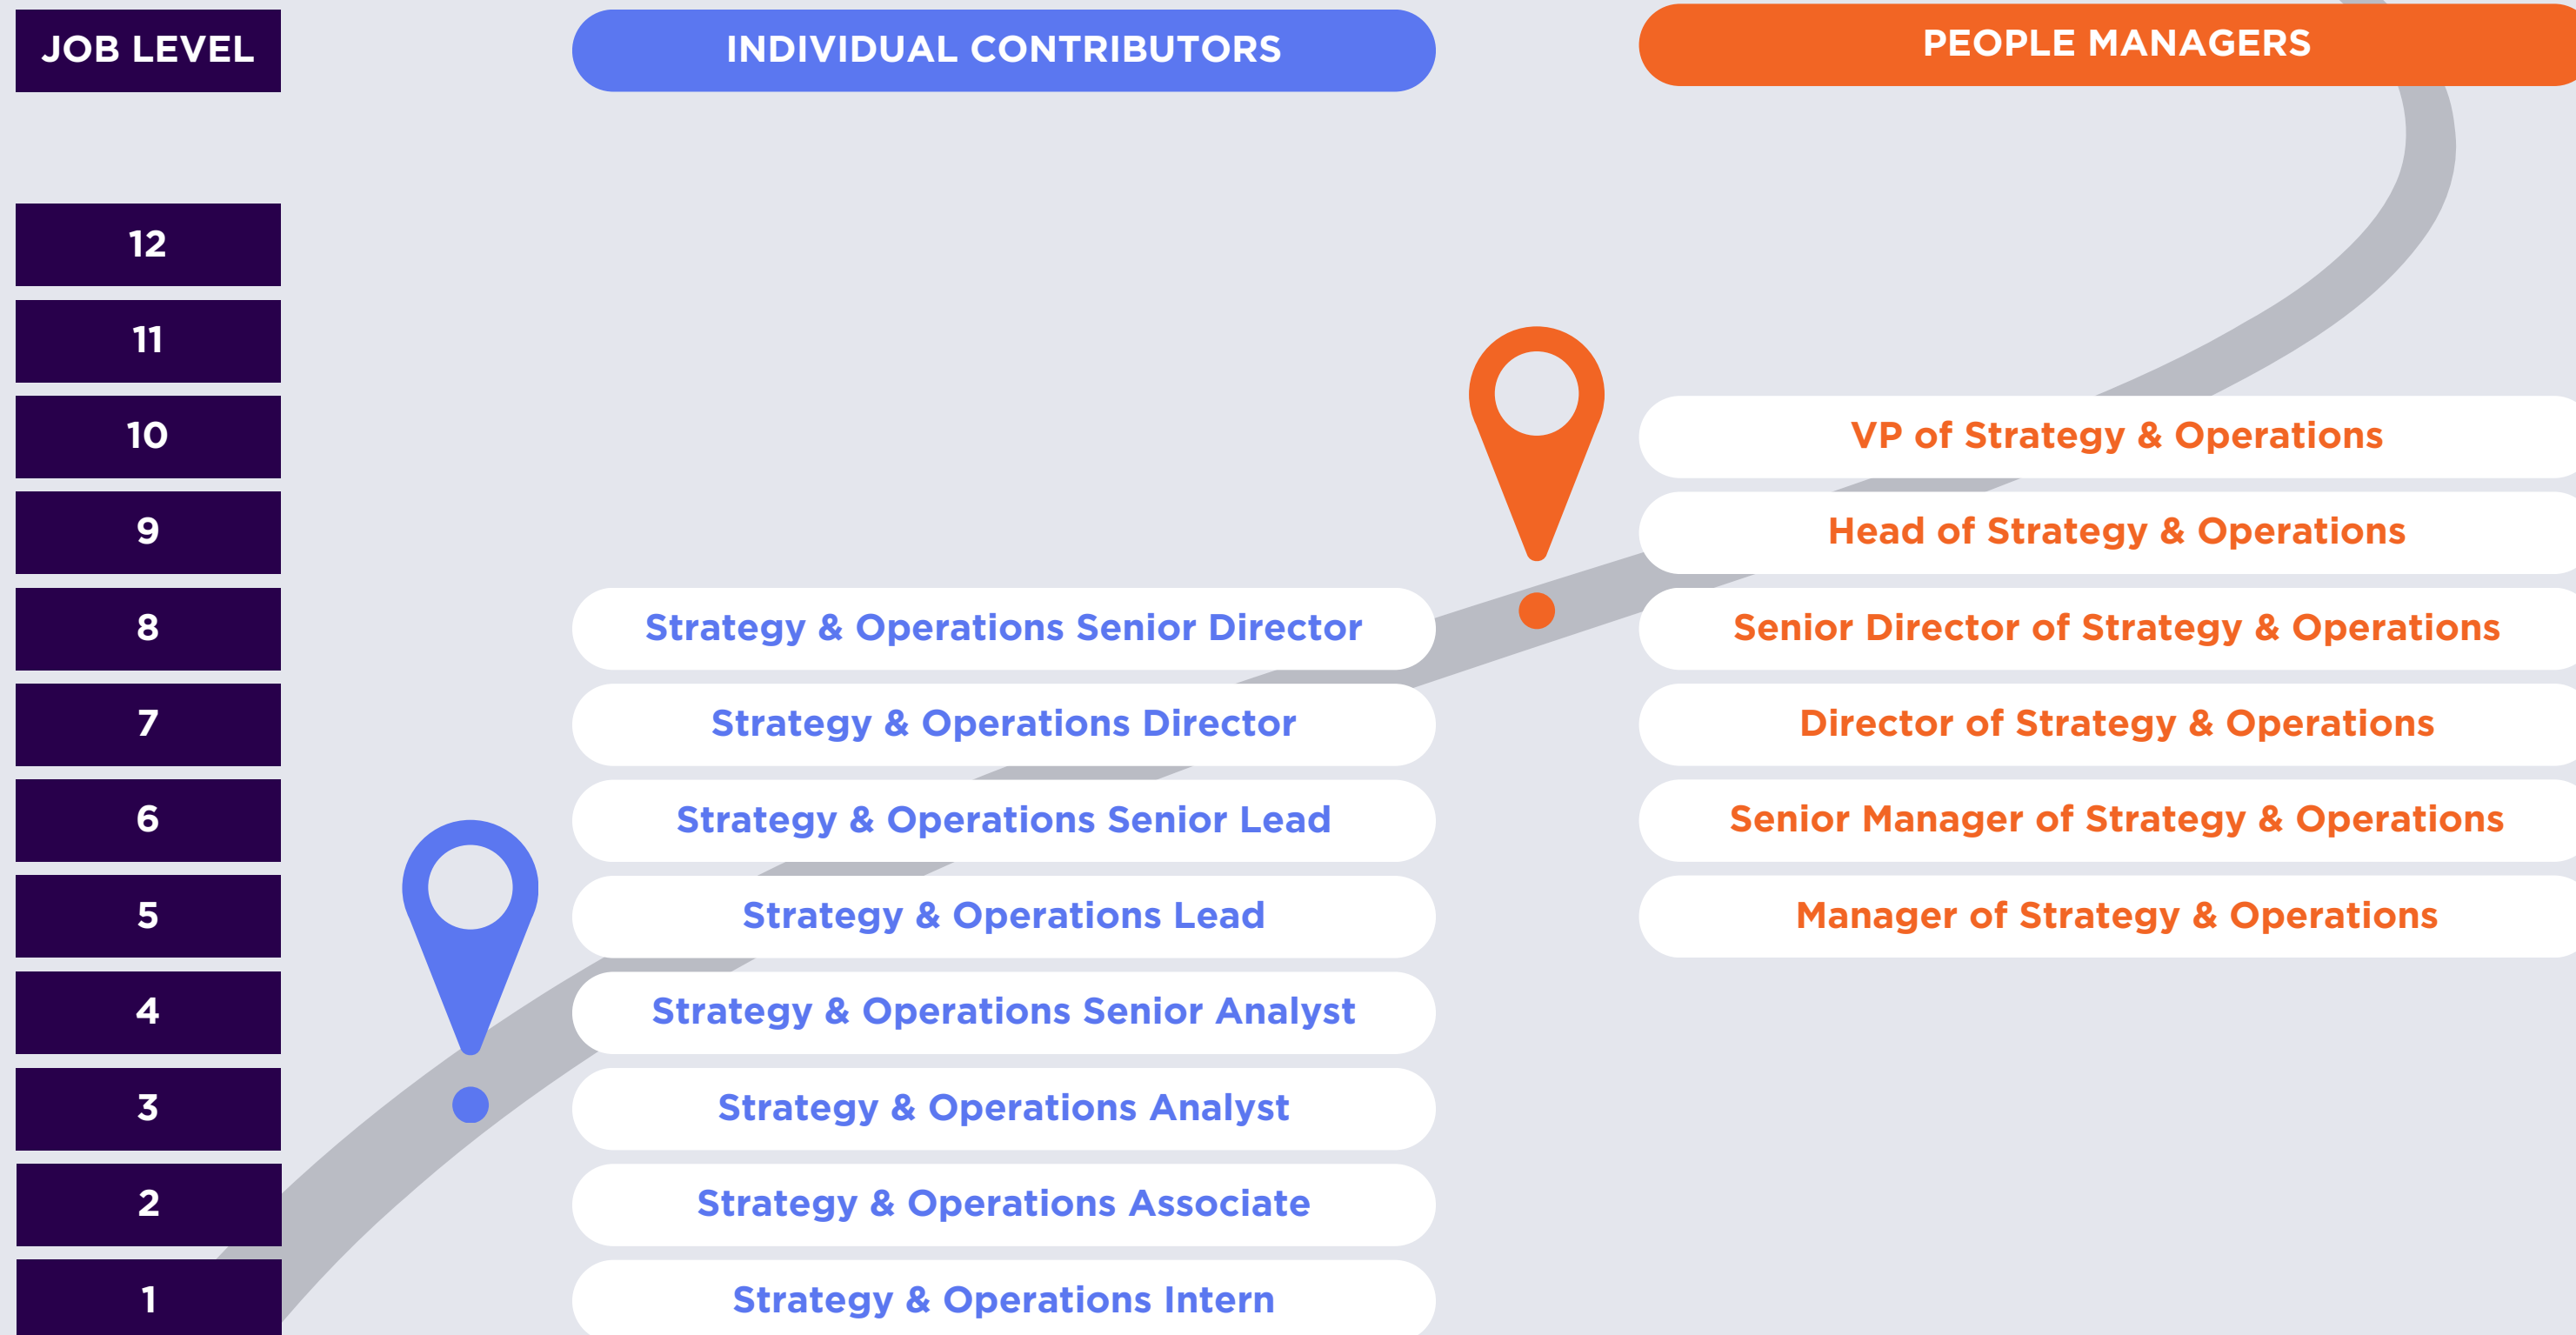 JOB LEVEL
INDIVIDUAL CONTRIBUTORS
PEOPLE MANAGERS
12
11
10
VP of Strategy & Operations
9
Head of Strategy & Operations
8
Strategy & Operations Senior Director
Senior Director of Strategy & Operations
7
Strategy & Operations Director
Director of Strategy & Operations
6
Strategy & Operations Senior Lead
Senior Manager of Strategy & Operations
5
Strategy & Operations Lead
Manager of Strategy & Operations
4
Strategy & Operations Senior Analyst
3
Strategy & Operations Analyst
2
Strategy & Operations Associate
1
Strategy & Operations Intern